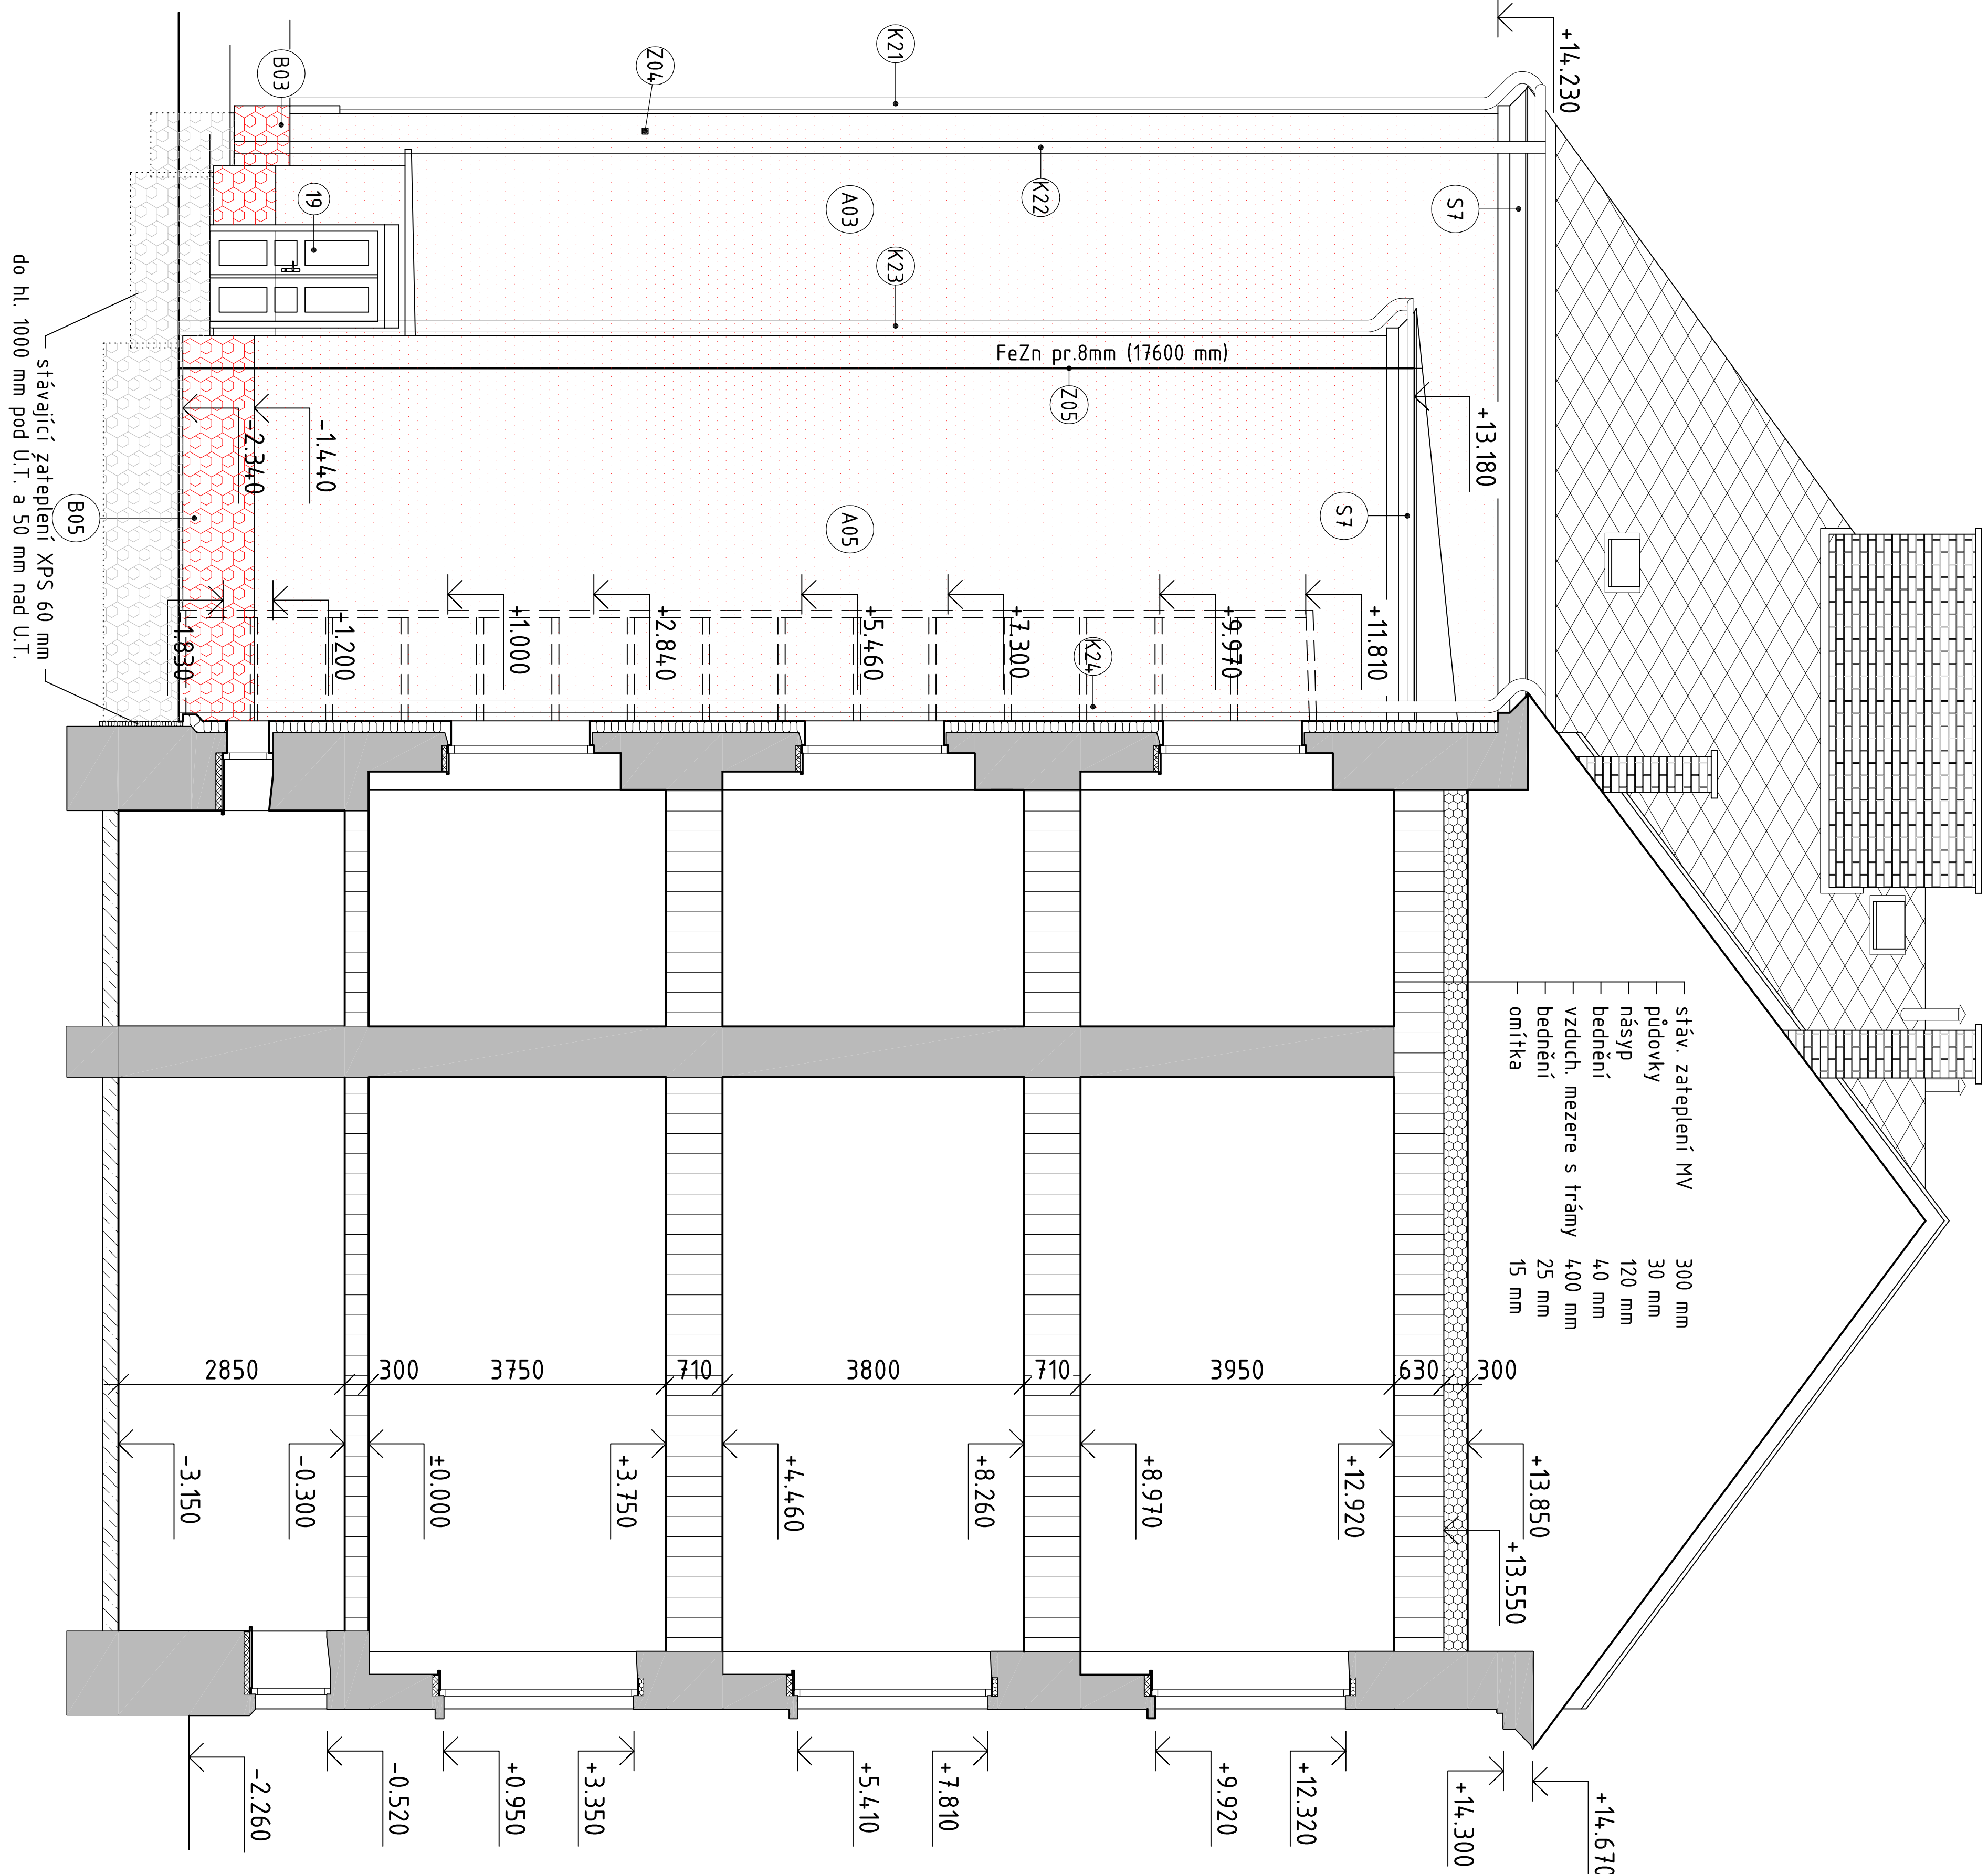 +14.230
K21
Z04
B03
K22
19
A03
S7
K23
FeZn pr.8mm (17600 mm)
Z05
+13.180
-1.440
-2.340
B05
A05
S7
stávající zateplení XPS 60 mm
do hl. 1000 mm pod U.T. a 50 mm nad U.T.
-1.830
-1.200
+1.000
+2.840
+5.460
+7.300
+9.970
+11.810
K24
stáv. zateplení MV 300 mm
půdovky 30 mm
násyp 120 mm
bednění 40 mm
vzduch. mezere s trámy 400 mm
bednění 25 mm
omítka 15 mm
2850
300
3750
710
3800
710
3950
630
300
-3.150
-0.300
±0.000
+3.750
+4.460
+8.260
+8.970
+12.920
+13.850
+13.550
-2.260
-0.520
+0.950
+3.350
+5.410
+7.810
+9.920
+12.320
+14.300
+14.670